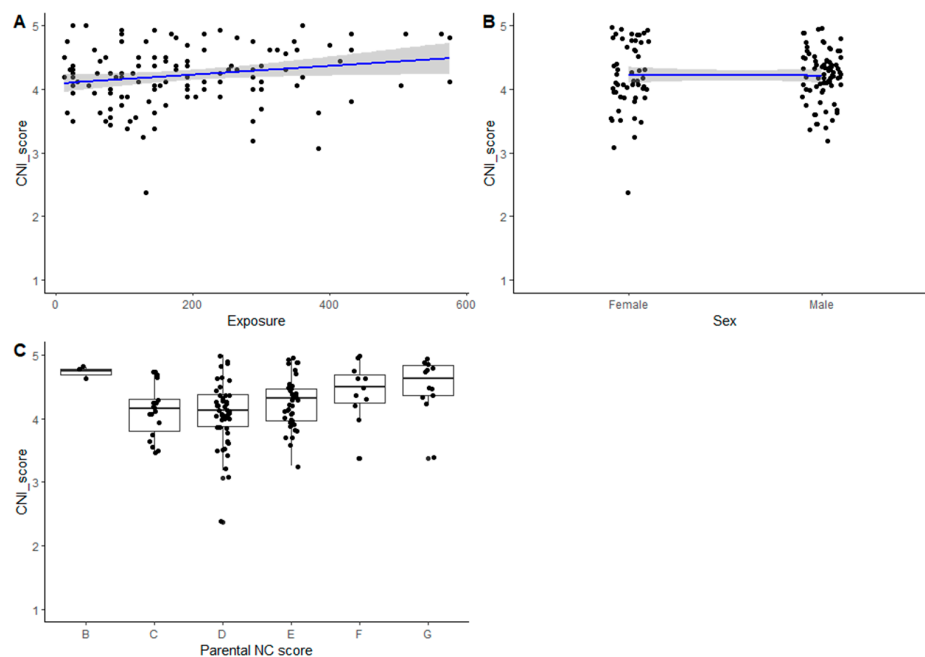 A
CNI_score
5
4
3
2
1
0
200
400
600
Exposure
B
CNI_score
5
4
3
2
1
Female
Male
Sex
C
CNI_score
5
4
3
2
1
B
C
D
E
F
G
Parental NC score